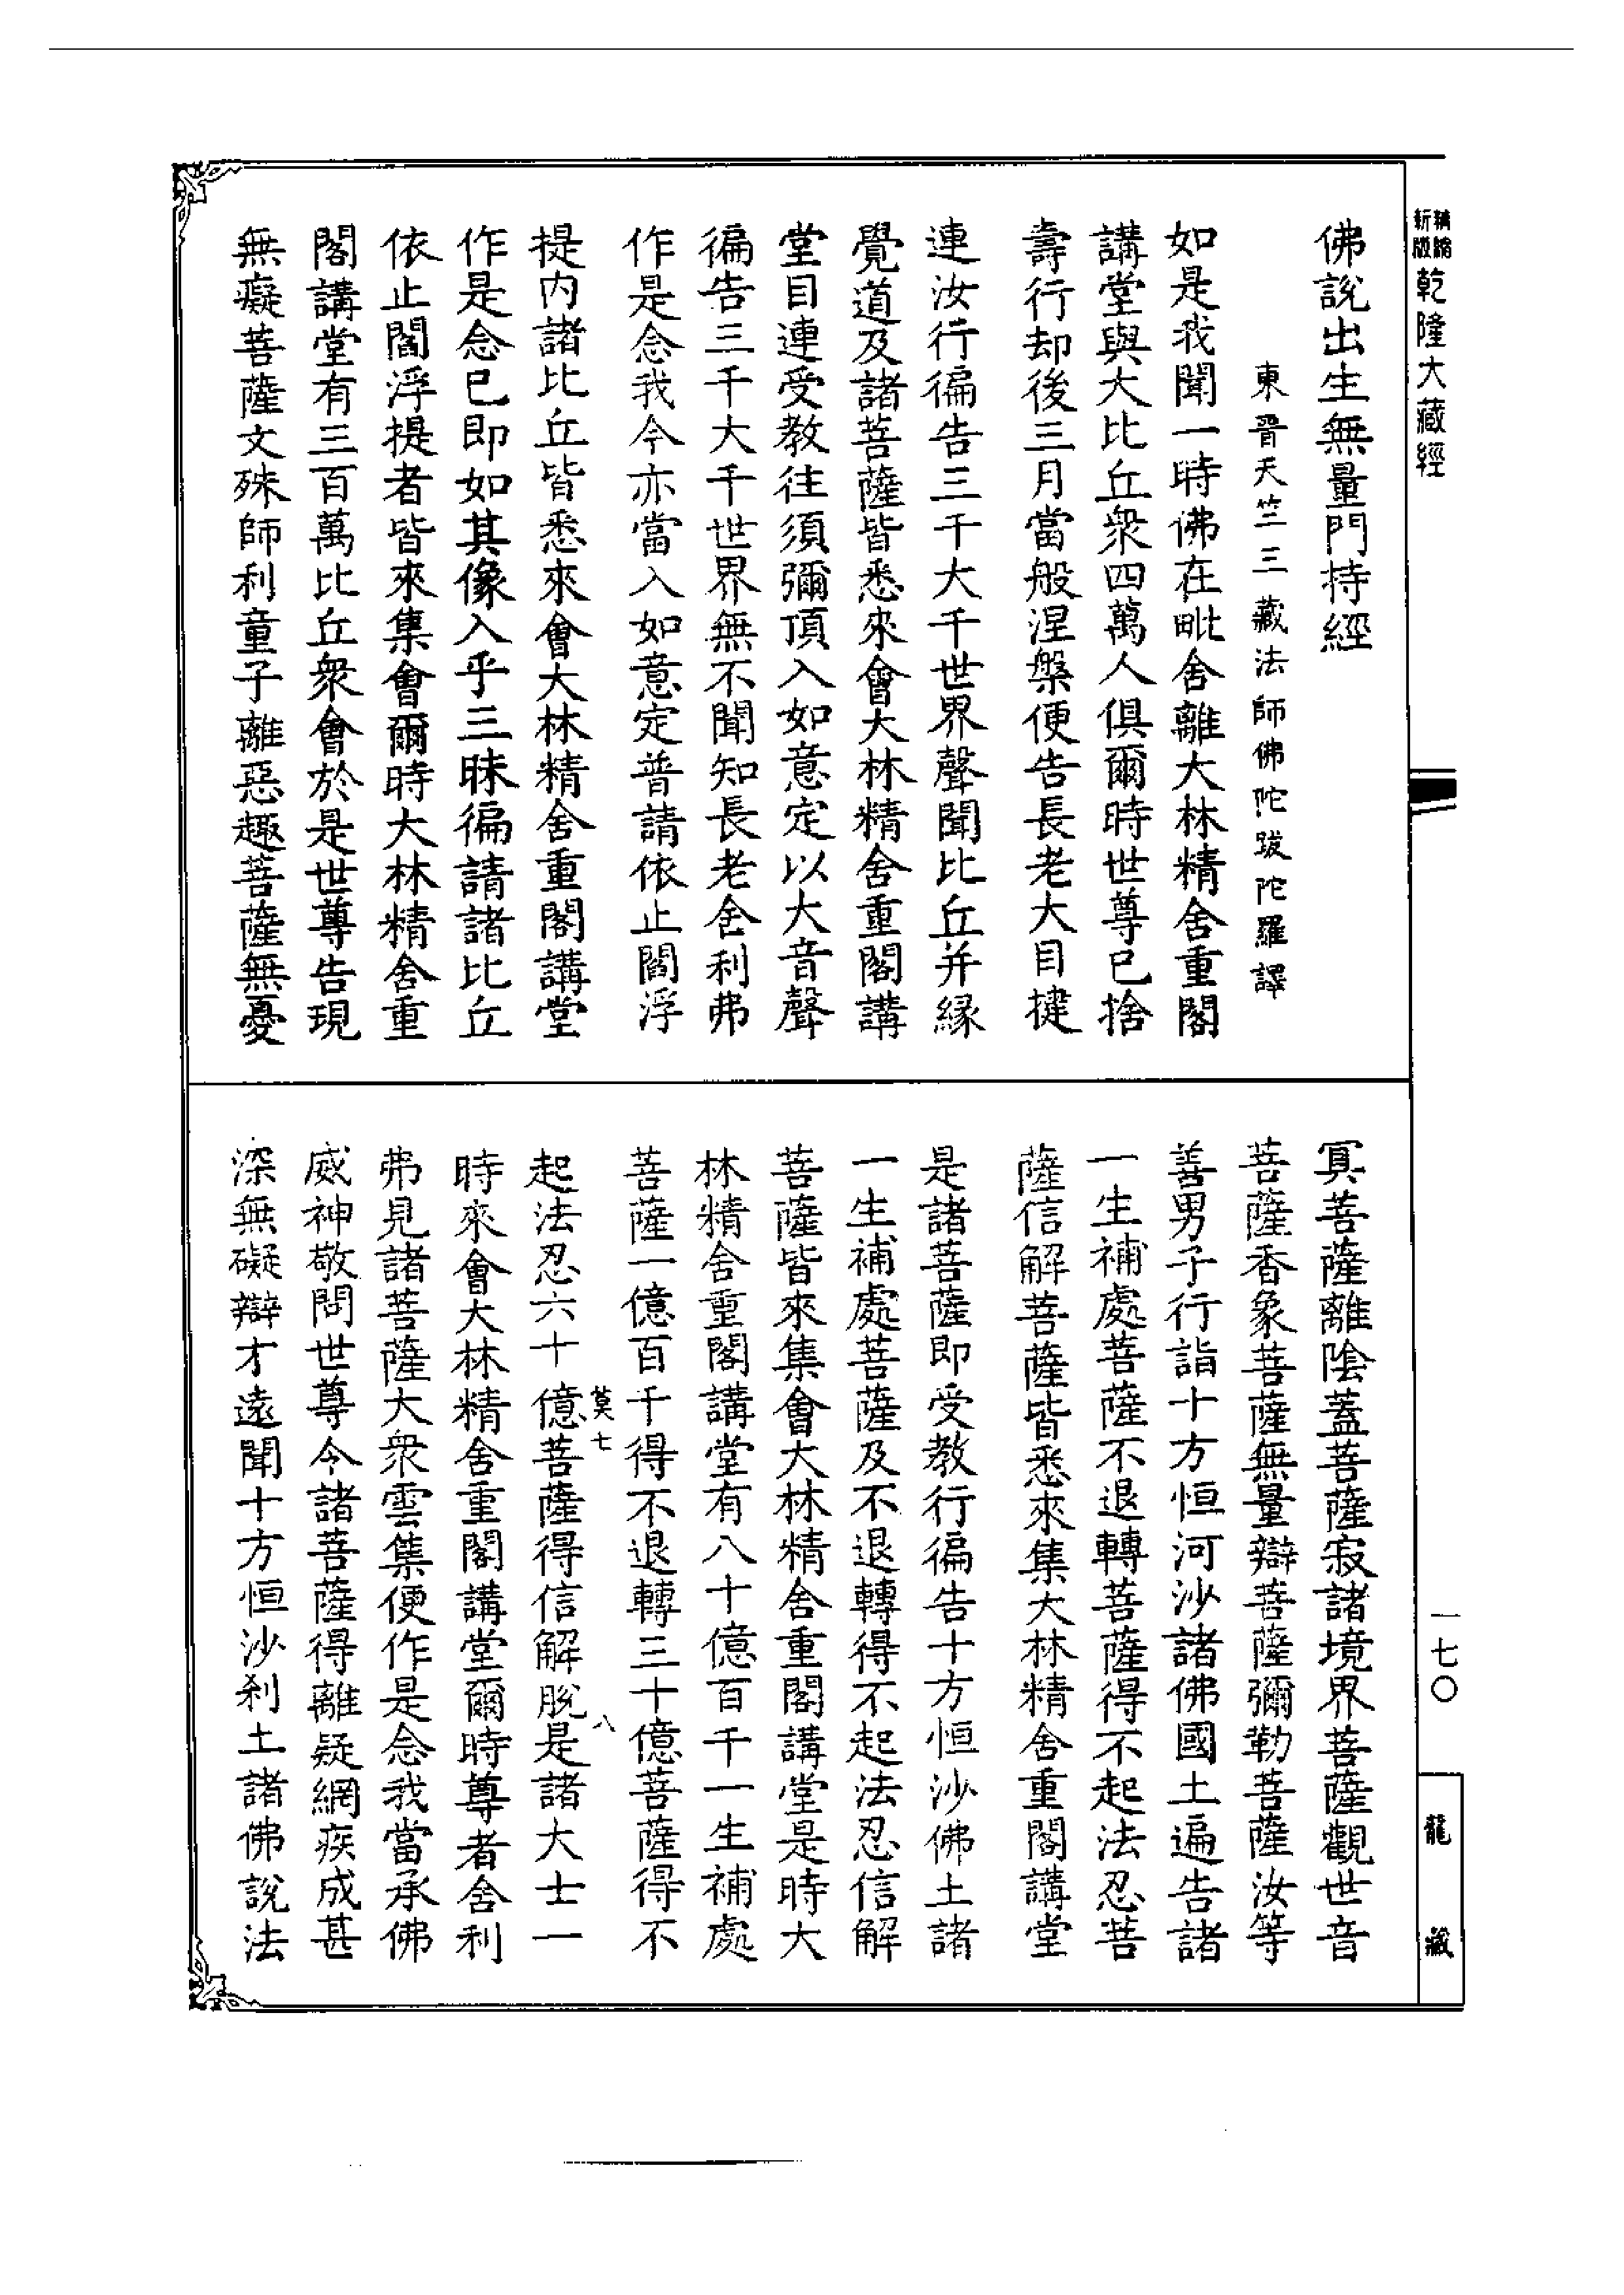 新版
精縮
乾隆大藏經
佛說出生無量門持經
東晉天竺三藏法師佛陀跋陀羅譯
如是我聞一時佛在毗舍離大林精舍重閣
講堂與大比丘衆四萬人俱爾時世尊已捨
壽行却後三月當般涅槃便告長老大目揵
連汝行徧告三千大千世界聲聞比丘并緣
覺道及諸菩薩皆悉來會大林精舍重閣講
堂目連受教往須彌頂入如意定以大音聲
徧告三千大千世界無不聞知長老舍利弗
作是念我今亦當入如意定普請依止閻浮
提内諸比丘皆悉來會大林精舍重閣講堂
作是念已即如其像入乎三昧徧請諸比丘
依止閻浮提者皆來集會爾時大林精舍重
閣講堂有三百萬比丘衆會於是世尊告現
無癡菩薩文殊師利童子離惡趣菩薩無憂
冥菩薩離陰蓋菩薩寂諸境界菩薩觀世音
菩薩香象菩薩無量辯菩薩彌勒菩薩汝等
善男子行詣十方恒河沙諸佛國土遍告諸
一生補處菩薩不退轉菩薩得不起法忍菩
薩信解菩薩皆悉來集大林精舍重閣講堂
是諸菩薩即受教行徧告十方恒沙佛土諸
一生補處菩薩及不退轉得不起法忍信解
菩薩皆來集會大林精舍重閣講堂是時大
林精舍重閣講堂有八十億百千一生補處
菩薩一億百千得不退轉三十億菩薩得不
莫七
八
起法忍六十億菩薩得信解脫是諸大士一
時來會大林精舍重閣講堂爾時尊者舍利
弗見諸菩薩大衆雲集便作是念我當承佛
威神敬問世尊今諸菩薩得離疑網疾成甚
深無礙辯才遠聞十方恒沙刹土諸佛說法
一七〇
龍藏